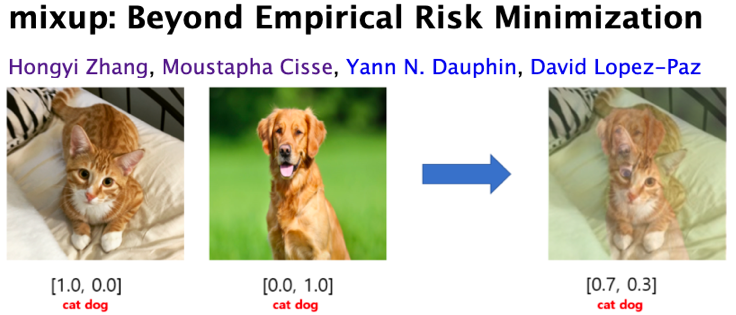 mixup: Beyond Empirical Risk Minimization
Hongyi Zhang, Moustapha Cisse, Yann N. Dauphin, David Lopez-Paz
[1.0, 0.0]
cat dog
[0.0, 1.0]
cat dog
[0.7, 0.3]
cat dog